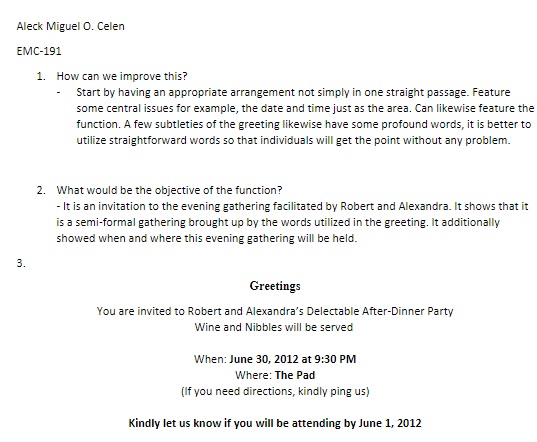 Aleck Miguel O. Celen
EMC-191
1. How can we improve this?
- Start by having an appropriate arrangement not simply in one straight passage. Feature
some central issues for example, the date and time just as the area. Can likewise feature the
function. A few subtleties of the greeting likewise have some profound words, it is better to
utilize straightforward words so that individuals will get the point without any problem.
2. What would be the objective of the function?
- It is an invitation to the evening gathering facilitated by Robert and Alexandra. It shows that it
is a semi-formal gathering brought up by the words utilized in the greeting. It additionally
showed when and where this evening gathering will be held.
3.
Greetings
You are invited to Robert and Alexandra's Delectable After-Dinner Party
Wine and Nibbles will be served
When: June 30, 2012 at 9:30 PM
Where: The Pad
(If you need directions, kindly ping us)
Kindly let us know if you will be attending by June 1, 2012